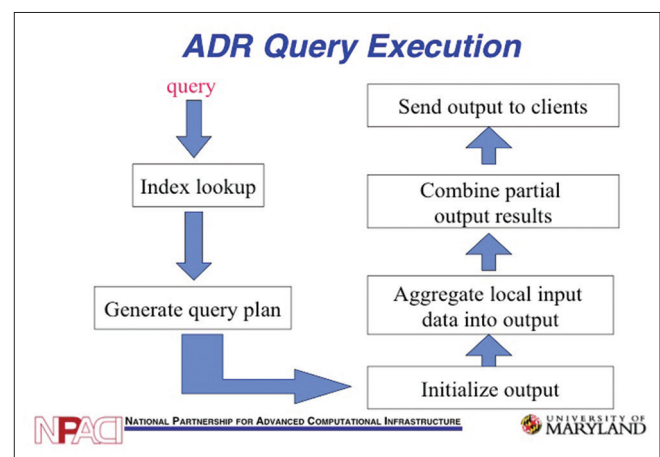 ADR Query Execution
query
Index lookup
Generate query plan
Initialize output
Aggregate local input
data into output
Combine partial
output results
Send output to clients
NPACI
NATIONAL PARTNERSHIP FOR ADVANCED COMPUTATIONAL INFRASTRUCTURE
UNIVERSITY OF
MARYLAND